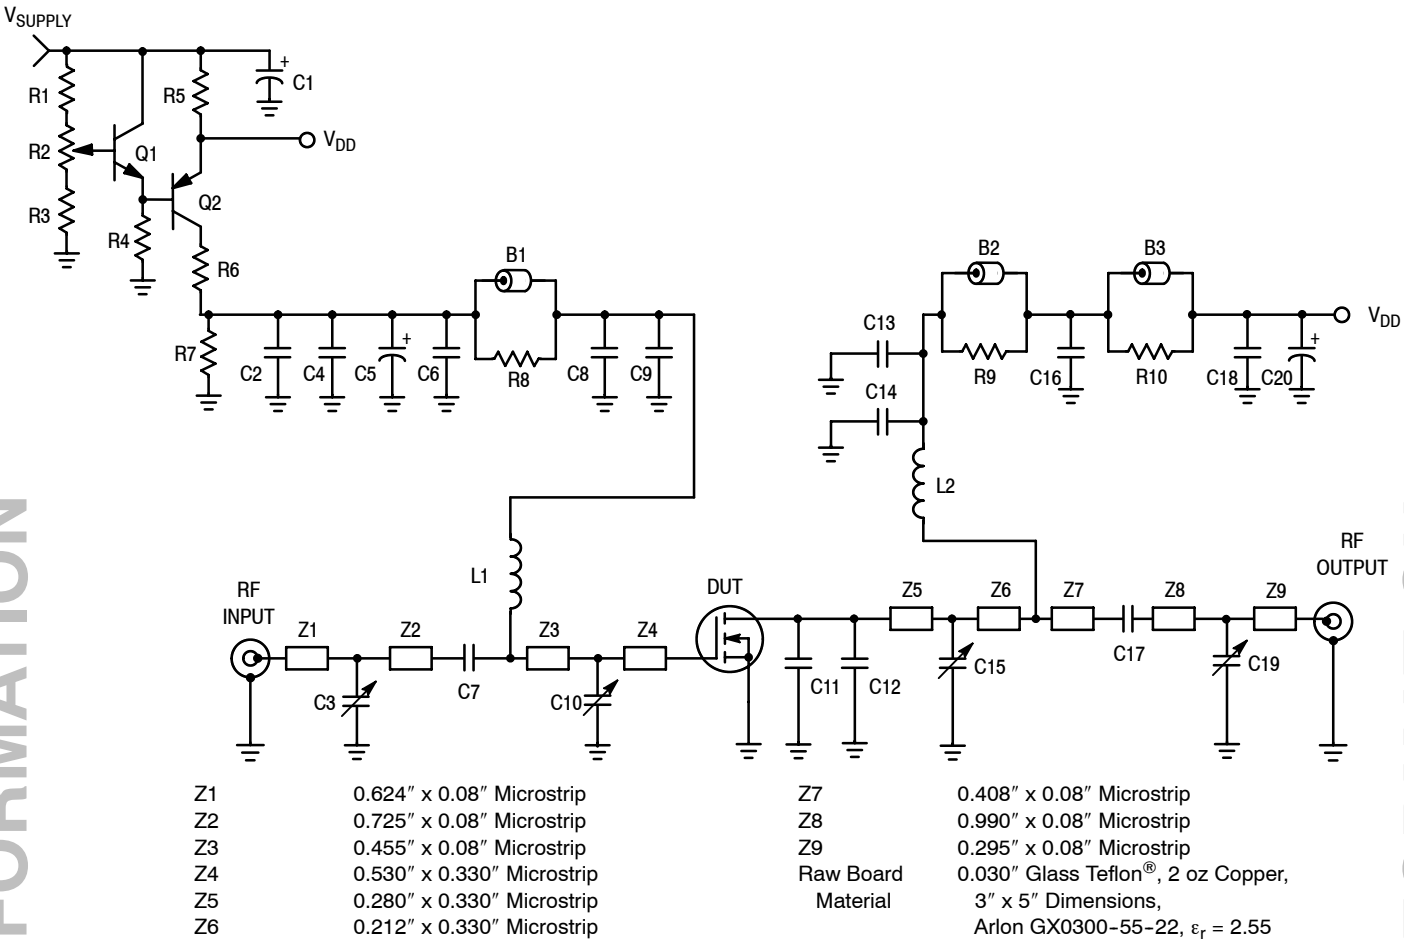 VSUPPLY
R1
R5
+
C1
R2
Q1
VDD
R3
Q2
R4
R6
B1
B2
B3
VDD
C13
R7
+
+
C2
C4
C5
C6
R8
C8
C9
R9
C16
R10
C18
C20
C14
L2
L1
RF
INPUT
DUT
RF
OUTPUT
Z1
Z2
Z3
Z4
Z5
Z6
Z7
Z8
Z9
C3
C7
C10
C11
C12
C15
C17
C19
Z1 0.624″ x 0.08″ Microstrip
Z2 0.725″ x 0.08″ Microstrip
Z3 0.455″ x 0.08″ Microstrip
Z4 0.530″ x 0.330″ Microstrip
Z5 0.280″ x 0.330″ Microstrip
Z6 0.212″ x 0.330″ Microstrip
Z7 0.408″ x 0.08″ Microstrip
Z8 0.990″ x 0.08″ Microstrip
Z9 0.295″ x 0.08″ Microstrip
Raw Board 0.030″ Glass Teflon®, 2 oz Copper,
Material 3″ x 5″ Dimensions,
Arlon GX0300-55-22, εr = 2.55
FORMATION